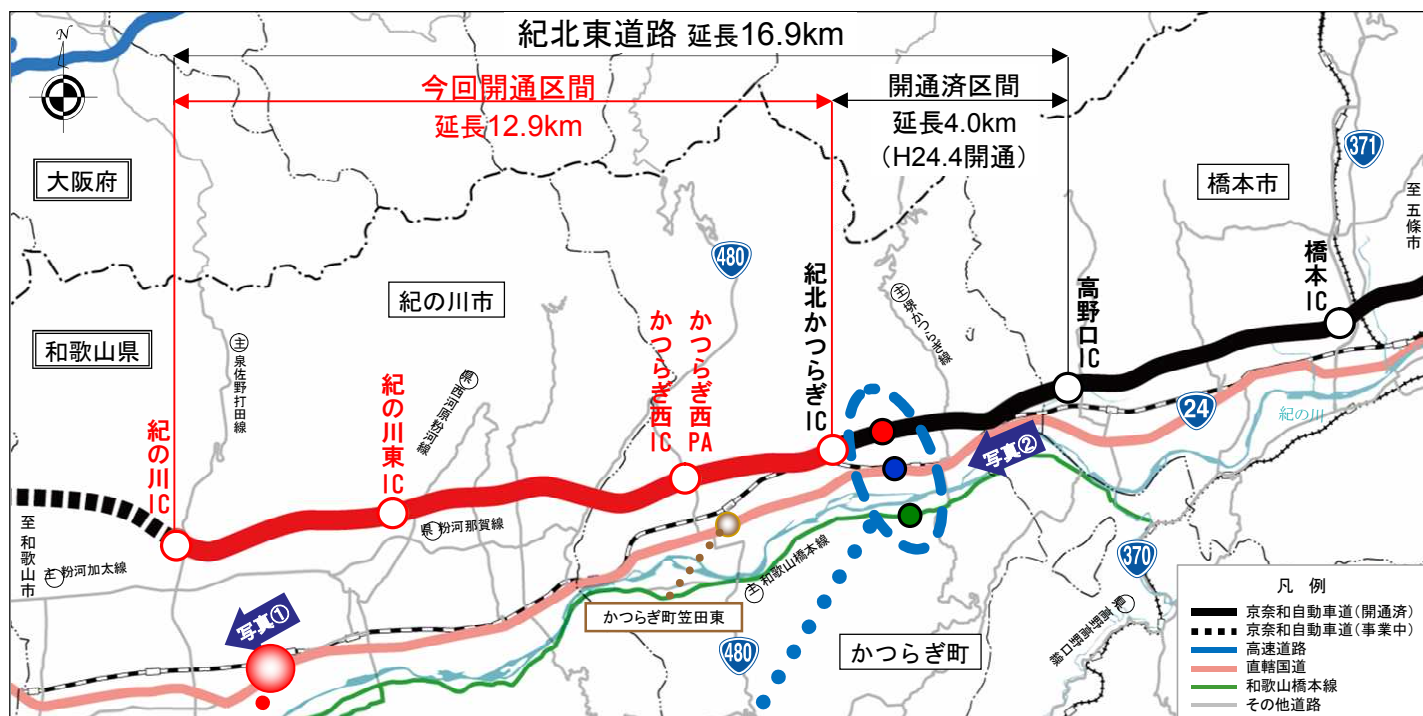 紀北東道路 延長16.9km
今回開通区間
延長12.9km
開通済区間
延長4.0km
（H24.4開通）
N
大阪府
和歌山県
紀の川市
橋本市
371
至 五條市
480
紀の川IC
主 泉佐野打田線
紀の川東IC
県 西河原粉河線
かつらぎ西IC
かつらぎ西PA
紀北かつらぎIC
主 堺かつらぎ線
高野口IC
橋本IC
24
紀の川
写真②
県 粉河那賀線
至 和歌山市
主 粉河加太線
主 和歌山橋本線
かつらぎ町笠田東
写真①
480
かつらぎ町
370
県 高野高野口線
凡 例
京奈和自動車道（開通済）
京奈和自動車道（事業中）
高速道路
直轄国道
和歌山橋本線
その他道路